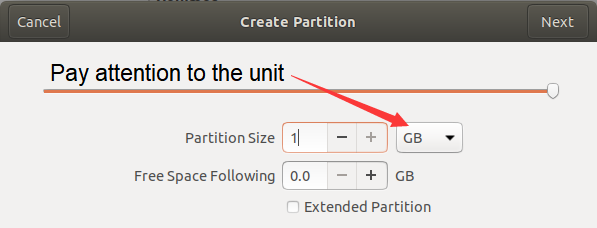 Cancel Create Partition Next
Pay attention to the unit
Partition Size 1 − + GB
Free Space Following 0.0 − + GB
Extended Partition